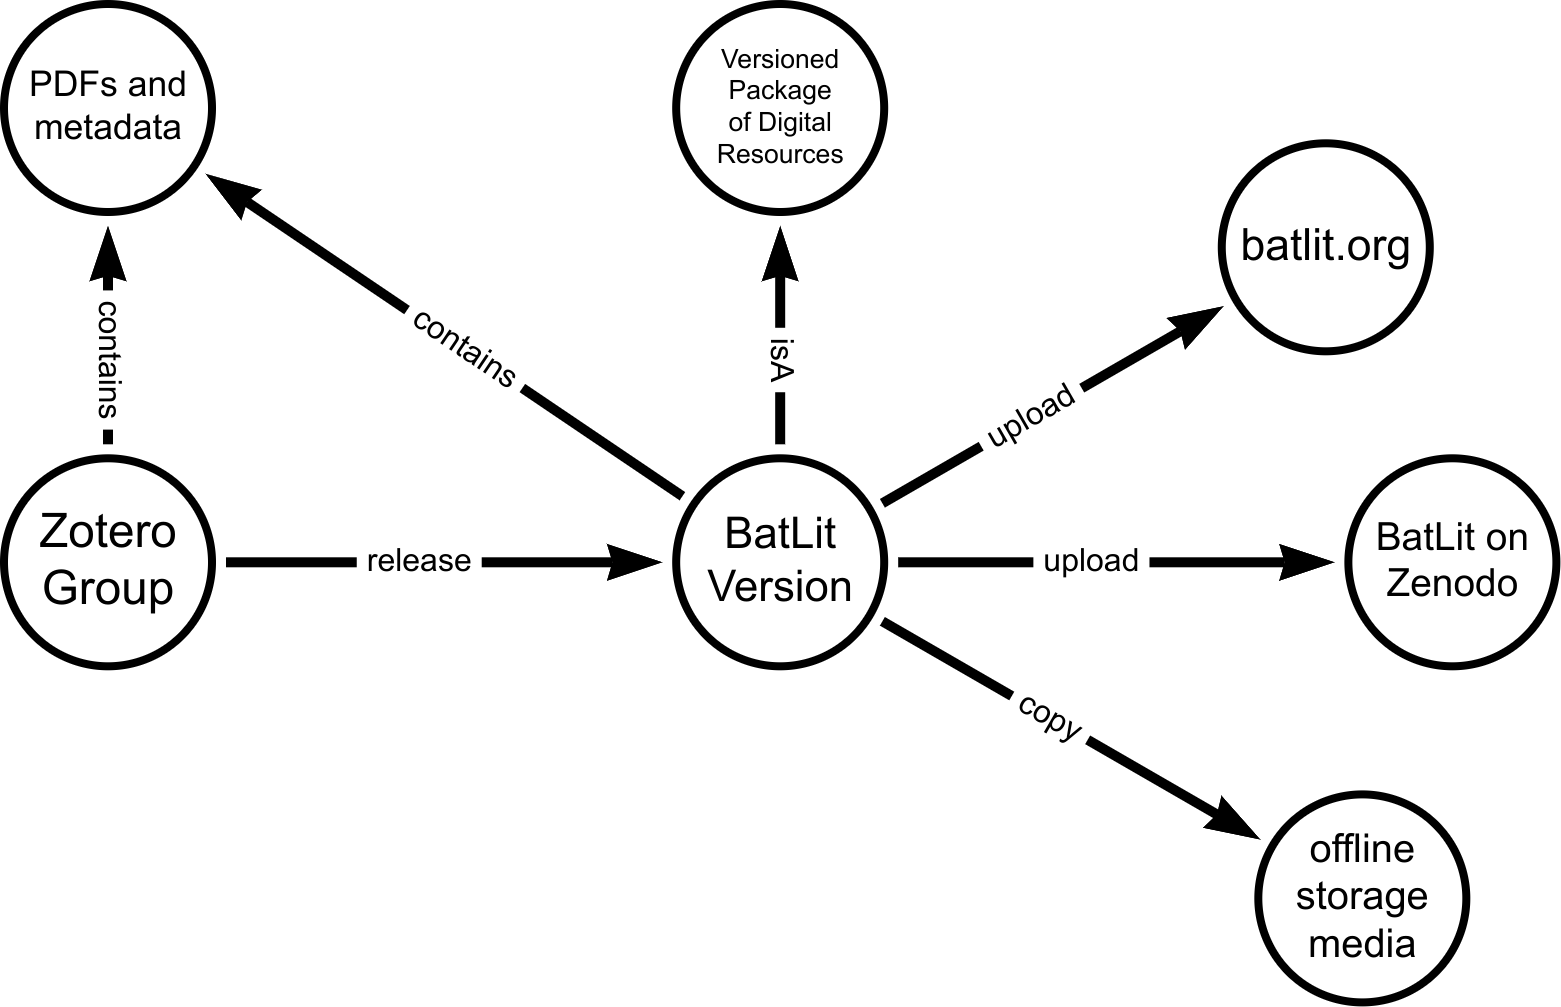 PDFs and
metadata
Versioned
Package
of Digital
Resources
batlit.org
contains
contains
isA
upload
Zotero
Group
release
BatLit
Version
upload
BatLit on
Zenodo
copy
offline
storage
media